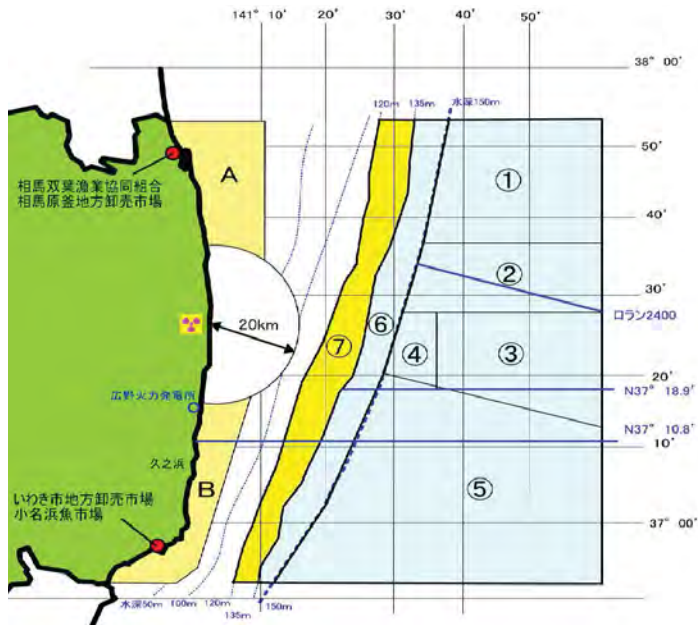 141° 10′ 20′ 30′ 40′ 50′
38° 00′
120m 135m 水深150m
50′
①
A
相馬双葉漁業協同組合
相馬原釜地方卸売市場
40′
②
30′
ロラン2400
20km
⑥
⑦
④
③
20′
N37° 18.9′
広野火力発電所
N37° 10.8′
10′
久之浜
B
⑤
いわき市地方卸売市場
小名浜魚市場
37° 00′
水深50m 100m 120m 135m 150m
10′ 20′ 30′ 40′ 50′